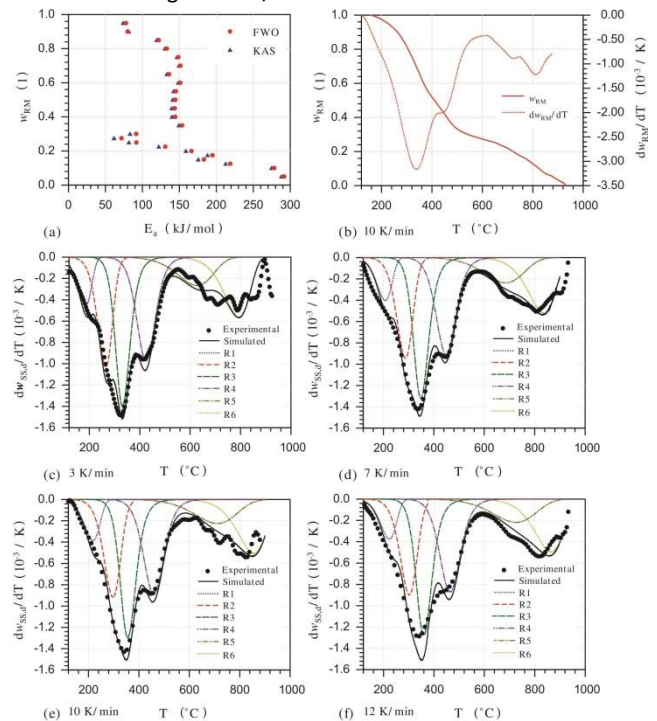 1.0
0.8
0.6
0.4
0.2
0.0
w_RM (1)
FWO
KAS
0 50 100 150 200 250 300
(a) E_a (kJ/mol)
1.0
0.8
0.6
0.4
0.2
0.0
w_RM (1)
0.00
-0.50
-1.00
-1.50
-2.00
-2.50
-3.00
-3.50
dw_RM/dT (10⁻³ / K)
w_RM
dw_RM/dT
200 400 600 800 1000
(b) 10 K/min T (°C)
0.0
-0.2
-0.4
-0.6
-0.8
-1.0
-1.2
-1.4
-1.6
dw_SS,d/dT (10⁻³ / K)
Experimental
Simulated
R1
R2
R3
R4
R5
R6
200 400 600 800 1000
(c) 3 K/min T (°C)
0.0
-0.2
-0.4
-0.6
-0.8
-1.0
-1.2
-1.4
-1.6
dw_SS,d/dT (10⁻³ / K)
Experimental
Simulated
R1
R2
R3
R4
R5
R6
200 400 600 800 1000
(d) 7 K/min T (°C)
0.0
-0.2
-0.4
-0.6
-0.8
-1.0
-1.2
-1.4
-1.6
dw_SS,d/dT (10⁻³ / K)
Experimental
Simulated
R1
R2
R3
R4
R5
R6
200 400 600 800 1000
(e) 10 K/min T (°C)
0.0
-0.2
-0.4
-0.6
-0.8
-1.0
-1.2
-1.4
-1.6
dw_SS,d/dT (10⁻³ / K)
Experimental
Simulated
R1
R2
R3
R4
R5
R6
200 400 600 800 1000
(f) 12 K/min T (°C)